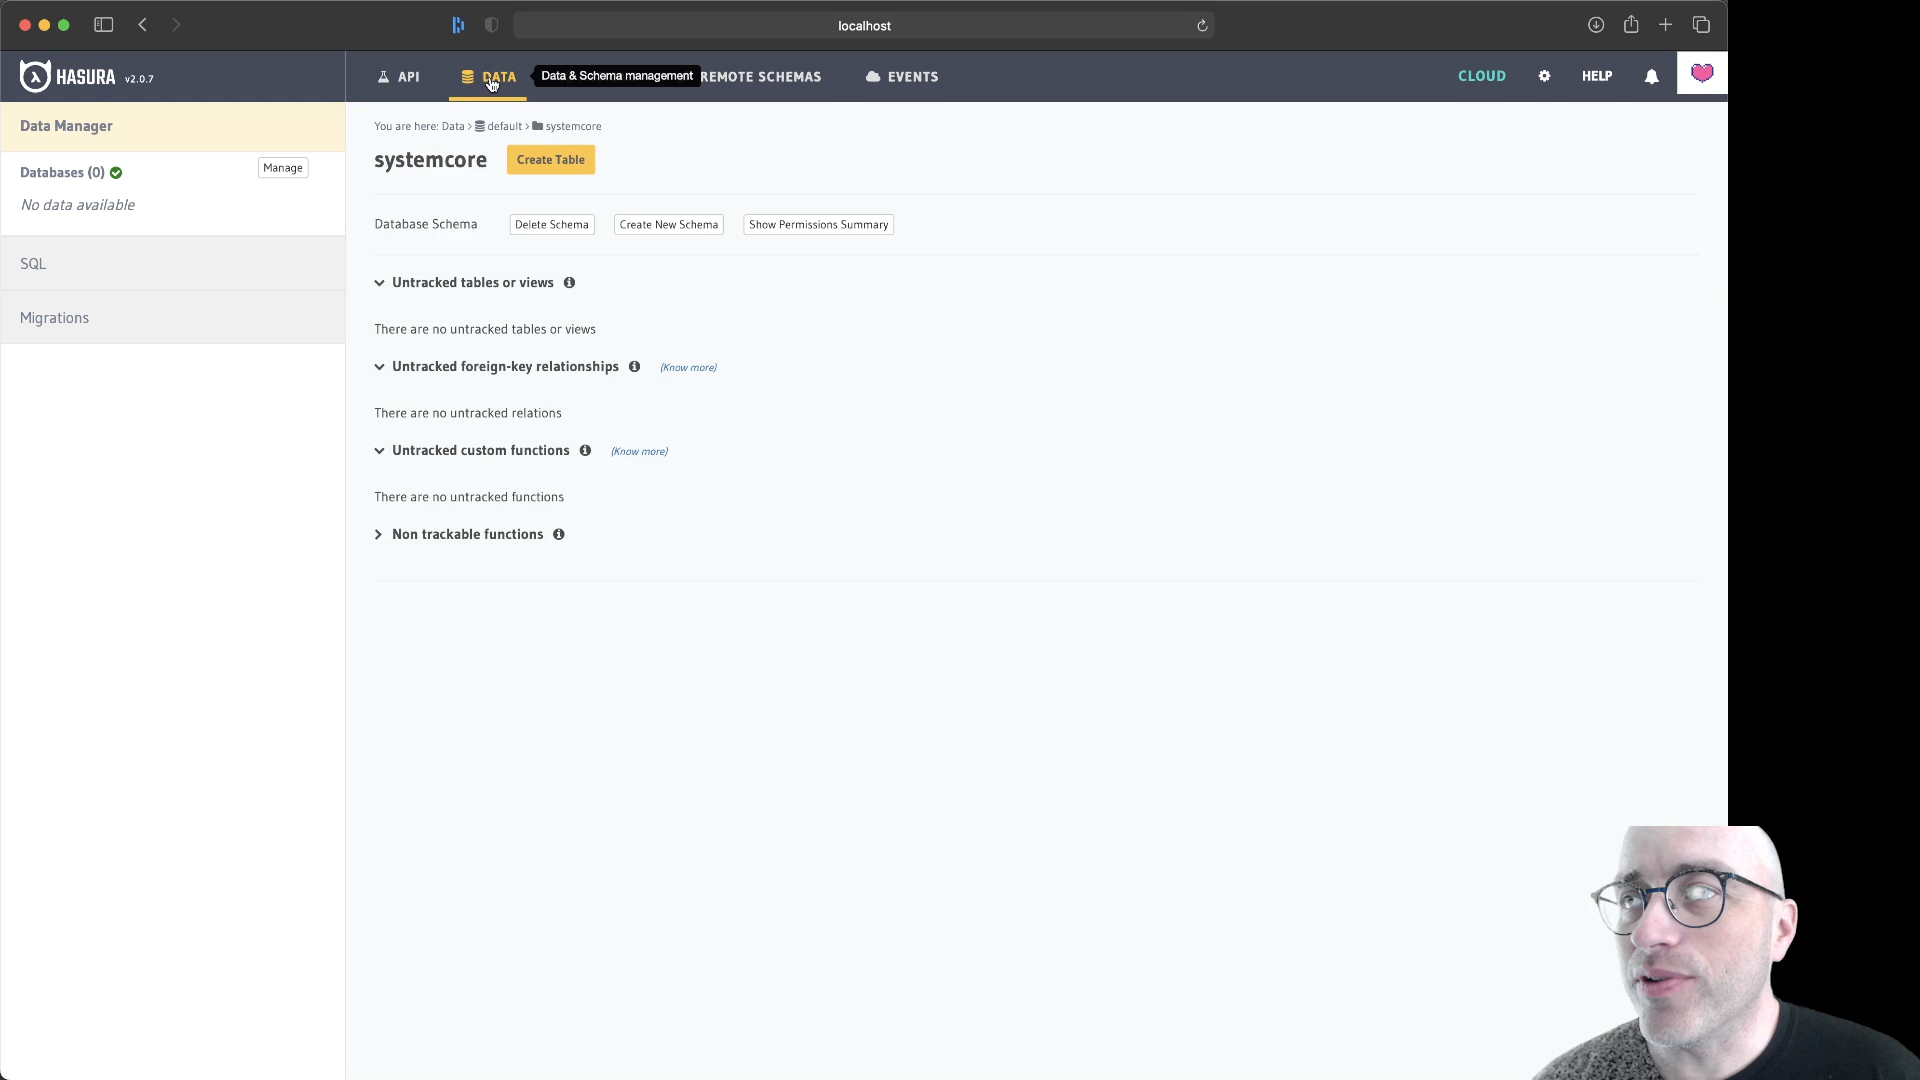 localhost
HASURA v2.0.7
API
DATA
Data & Schema management
REMOTE SCHEMAS
EVENTS
CLOUD
HELP
Data Manager
Databases (0)
Manage
No data available
SQL
Migrations
You are here: Data > default > systemcore
systemcore
Create Table
Database Schema
Delete Schema
Create New Schema
Show Permissions Summary
Untracked tables or views
There are no untracked tables or views
Untracked foreign-key relationships (Know more)
There are no untracked relations
Untracked custom functions (Know more)
There are no untracked functions
Non trackable functions